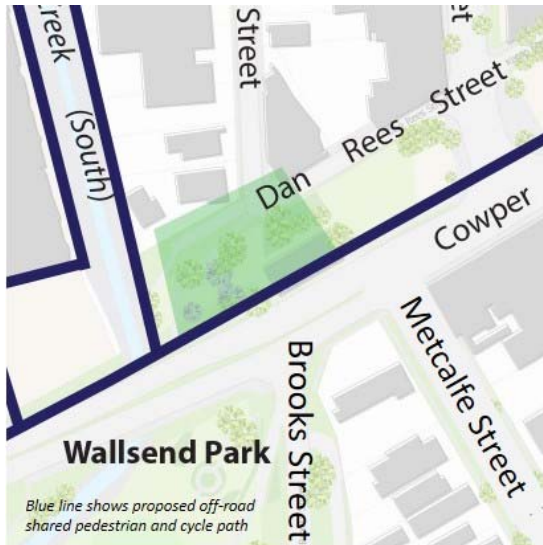 Creek
(South)
Street
Street
Dan Rees Street
Cowper
Metcalfe Street
Brooks Street
Wallsend Park
Blue line shows proposed off-road
shared pedestrian and cycle path